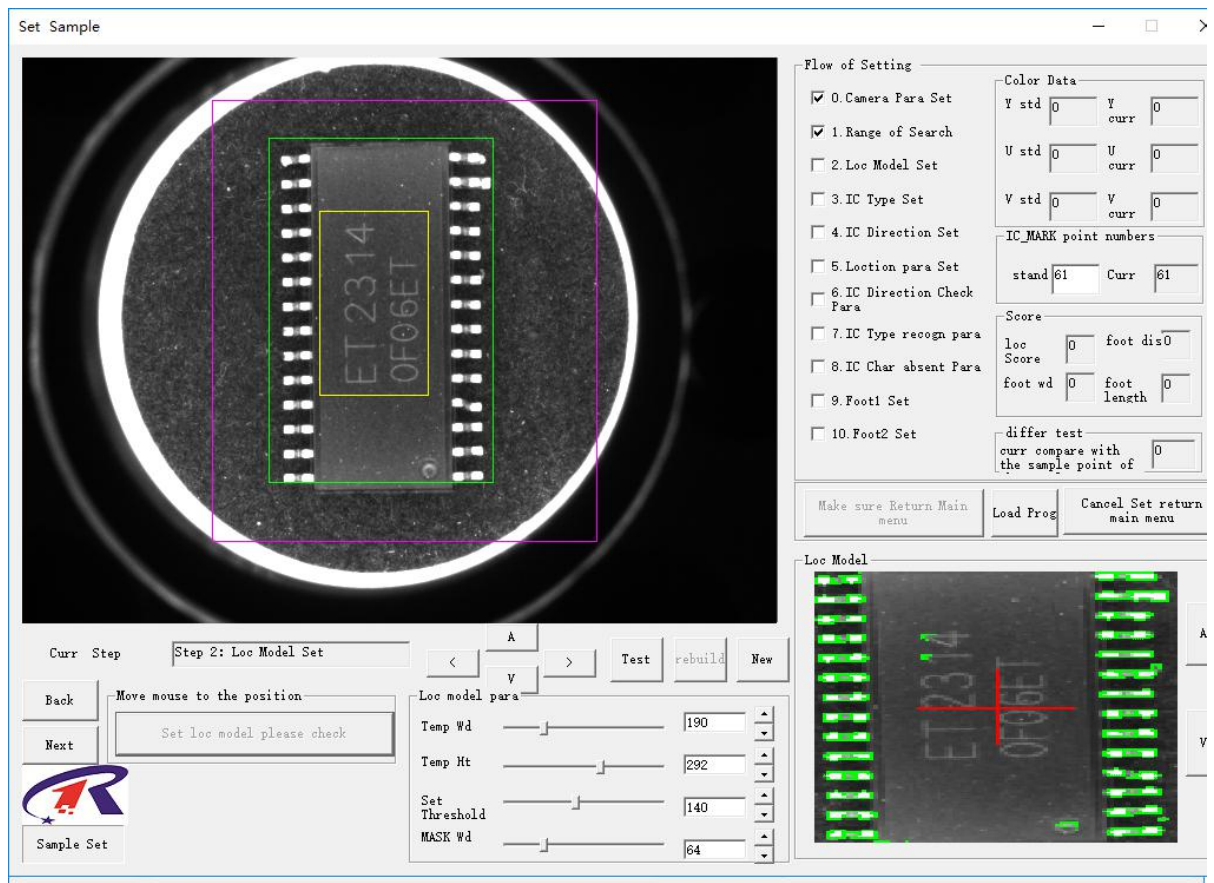 Set Sample
ET2314
0F06ET
Flow of Setting
0.Camera Para Set
1.Range of Search
2.Loc Model Set
3.IC Type Set
4.IC Direction Set
5.Loction para Set
6.IC Direction Check
Para
7.IC Type recogn para
8.IC Char absent Para
9.Foot1 Set
10.Foot2 Set
Color Data
Y std 0 Y
curr 0
U std 0 U
curr 0
V std 0 V
curr 0
IC_MARK point numbers
stand 61 Curr 61
Score
loc
Score 0 foot dis 0
foot wd 0 foot
length 0
differ test
curr compare with
the sample point of
0
Make sure Return Main
menu
Load Prog
Cancel Set return
main menu
Loc Model
ET2314
0F06ET
A
V
Curr Step Step 2: Loc Model Set
A
< >
V
Test rebuild New
Back
Next
Move mouse to the position
Set loc model please check
Loc model para
Temp Wd 190
Temp Ht 292
Set
Threshold 140
MASK Wd 64
Sample Set